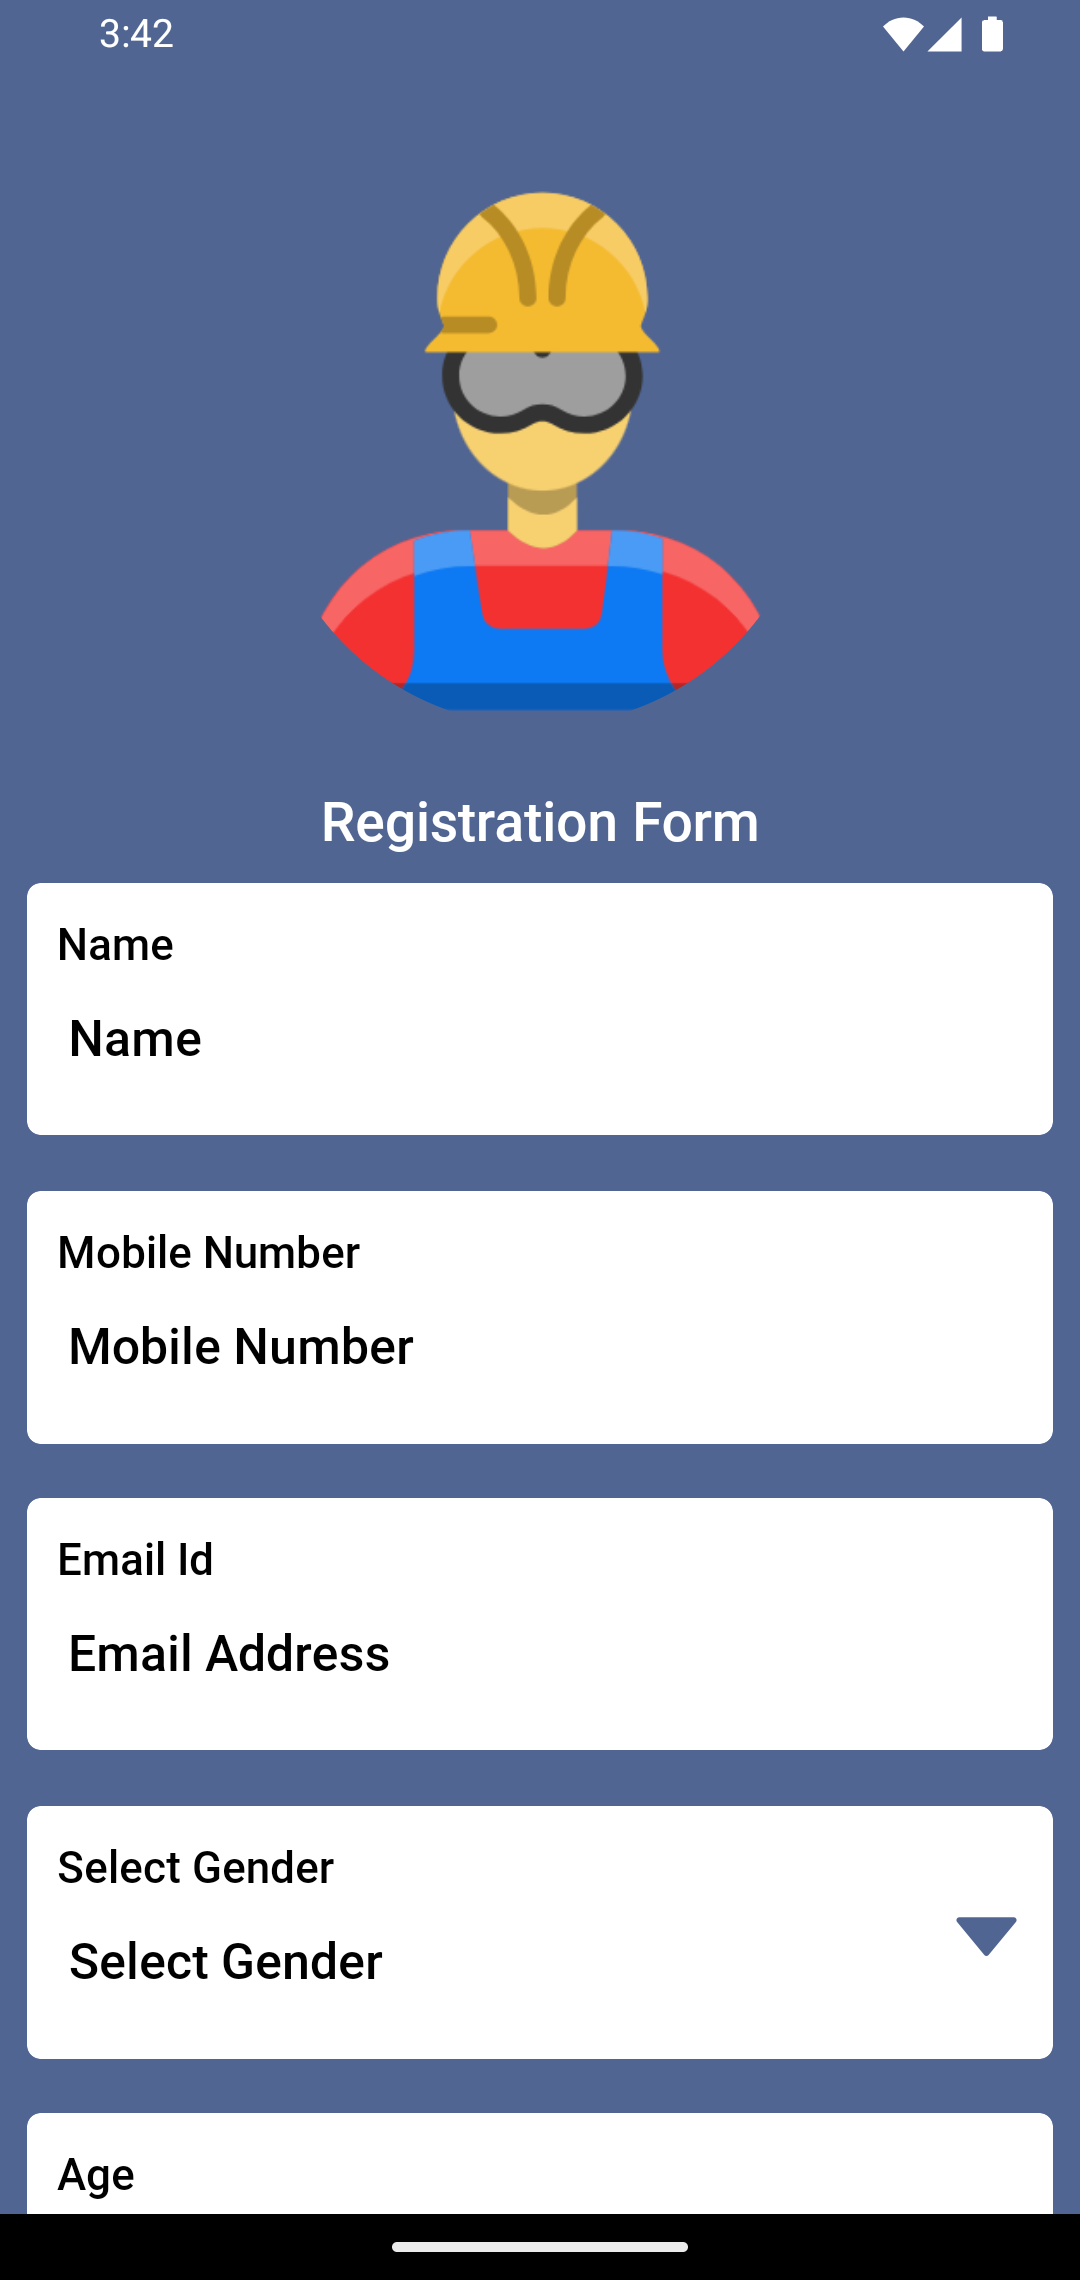 3:42
Registration Form
Name
Name
Mobile Number
Mobile Number
Email Id
Email Address
Select Gender
Select Gender
Age